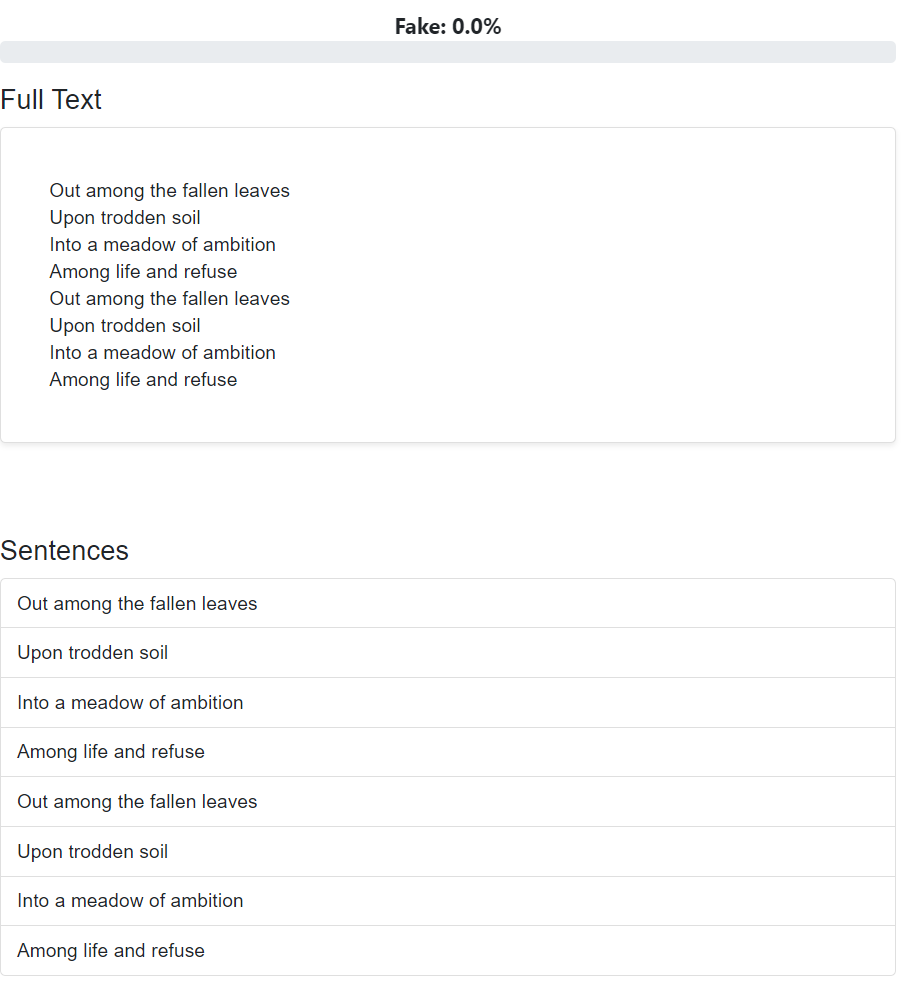 Fake: 0.0%
Full Text
Out among the fallen leaves
Upon trodden soil
Into a meadow of ambition
Among life and refuse
Out among the fallen leaves
Upon trodden soil
Into a meadow of ambition
Among life and refuse
Sentences
Out among the fallen leaves
Upon trodden soil
Into a meadow of ambition
Among life and refuse
Out among the fallen leaves
Upon trodden soil
Into a meadow of ambition
Among life and refuse